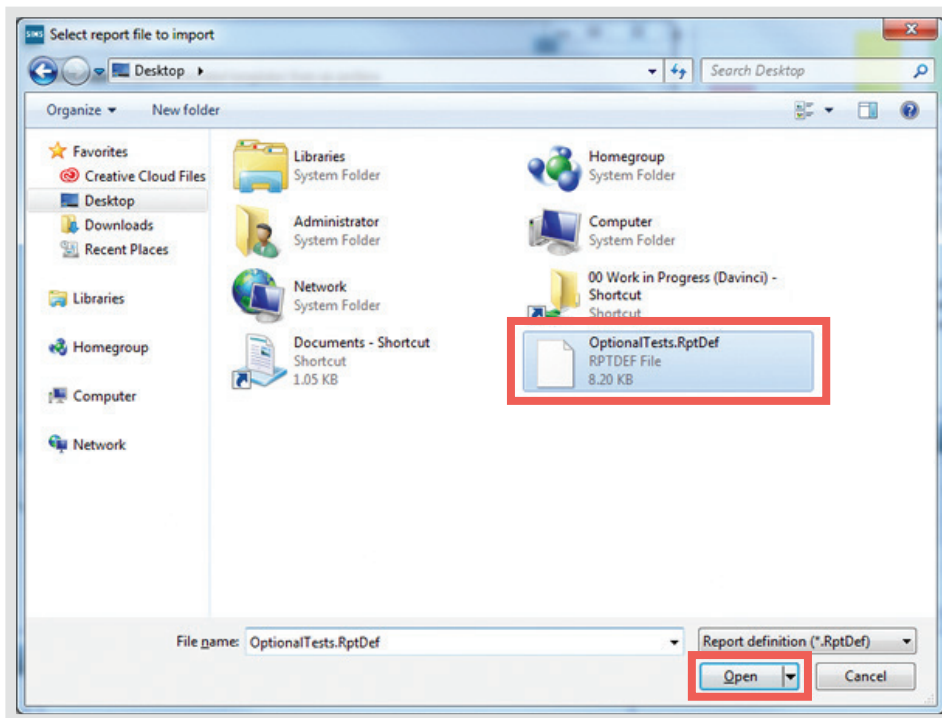 SIMS Select report file to import
Desktop
Search Desktop
Organize New folder
Favorites
Creative Cloud Files
Desktop
Downloads
Recent Places
Libraries
Homegroup
Computer
Network
Libraries
System Folder
Homegroup
System Folder
Administrator
System Folder
Computer
System Folder
Network
System Folder
00 Work in Progress (Davinci) -
Shortcut
Shortcut
Documents - Shortcut
Shortcut
1.05 KB
OptionalTests.RptDef
RPTDEF File
8.20 KB
File name: OptionalTests.RptDef
Report definition (*.RptDef)
Open
Cancel